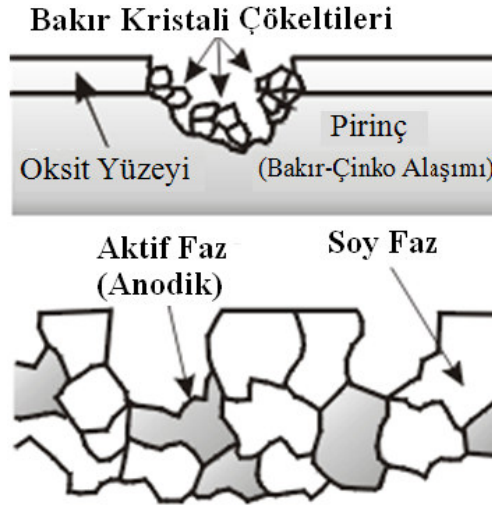 Bakır Kristali Çökeltileri
Oksit Yüzeyi
Pirinç
(Bakır-Çinko Alaşımı)
Aktif Faz
(Anodik)
Soy Faz